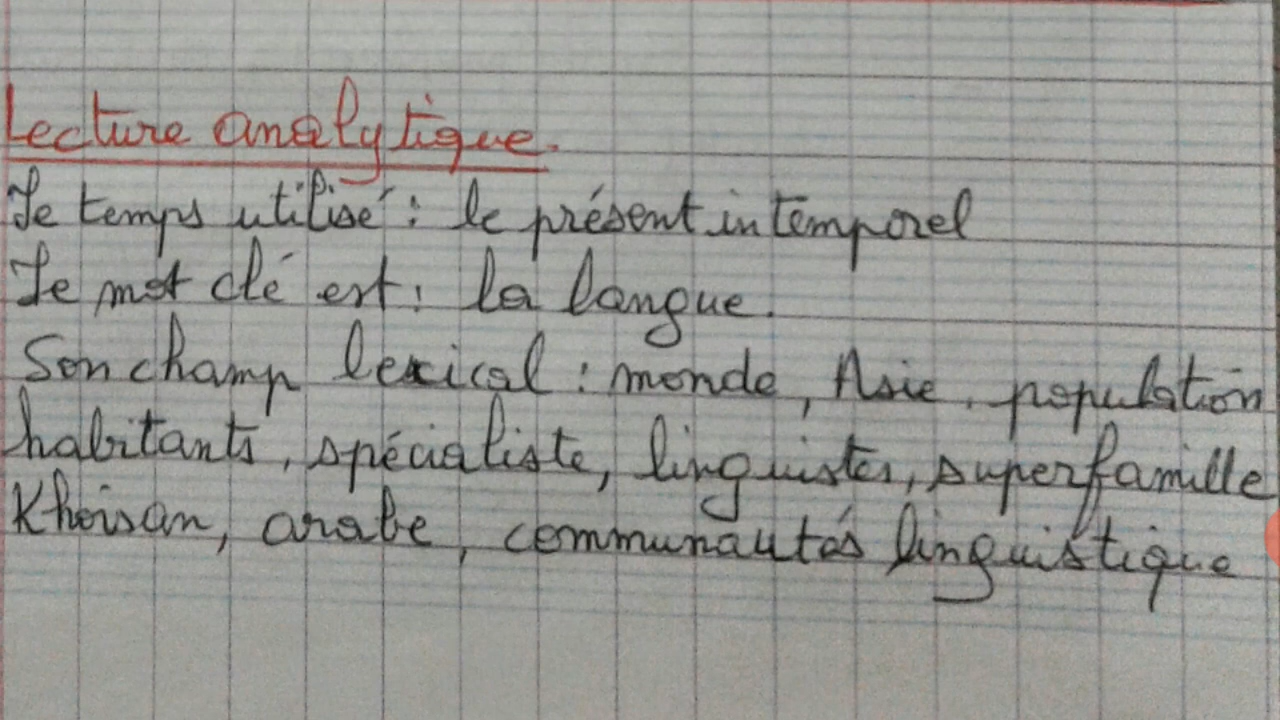 Lecture analytique.
Le temps utilisé : le présent intemporel
Le mot clé est : la langue.
Son champ lexical : monde, Asie, population
habitants, spécialiste, linguistes, superfamille
Khoisan, arabe, communautés linguistique